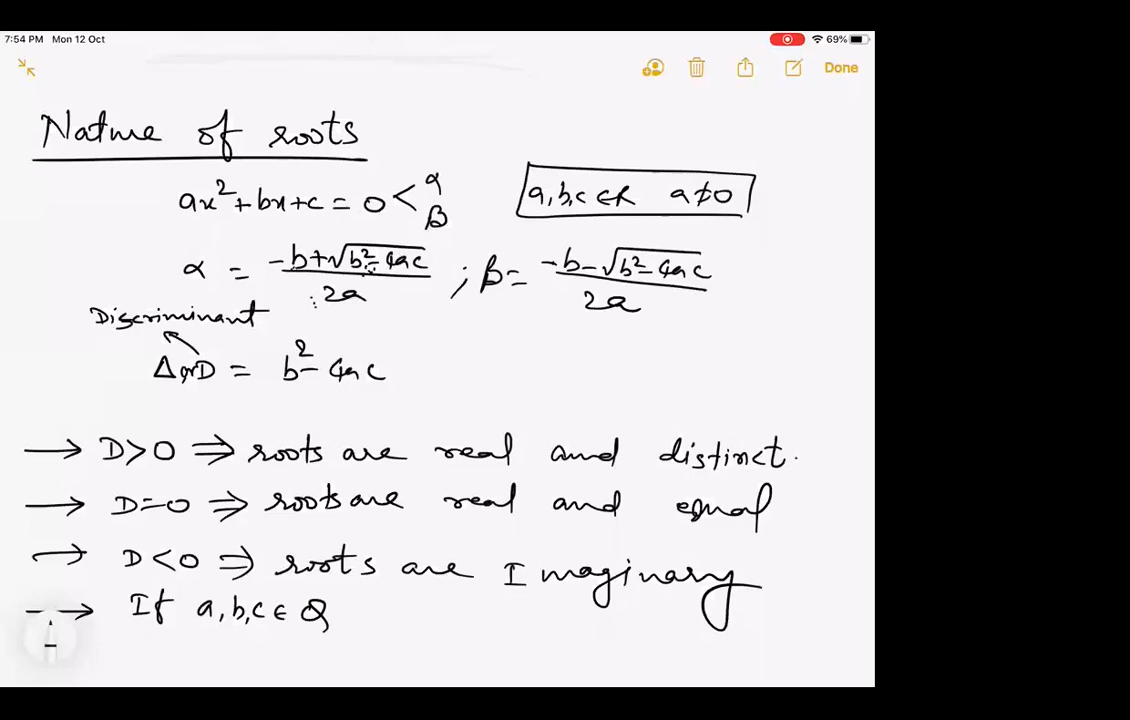 7:54 PM Mon 12 Oct
69%
Done
Nature of roots
ax²+bx+c = 0 < α β
a,b,c ∈ R a≠0
α = (-b+√(b²-4ac))/2a ; β = (-b-√(b²-4ac))/2a
Discriminant
Δ or D = b²-4ac
→ D>0 ⇒ roots are real and distinct.
→ D=0 ⇒ roots are real and equal
→ D<0 ⇒ roots are Imaginary
→ If a,b,c ∈ Q